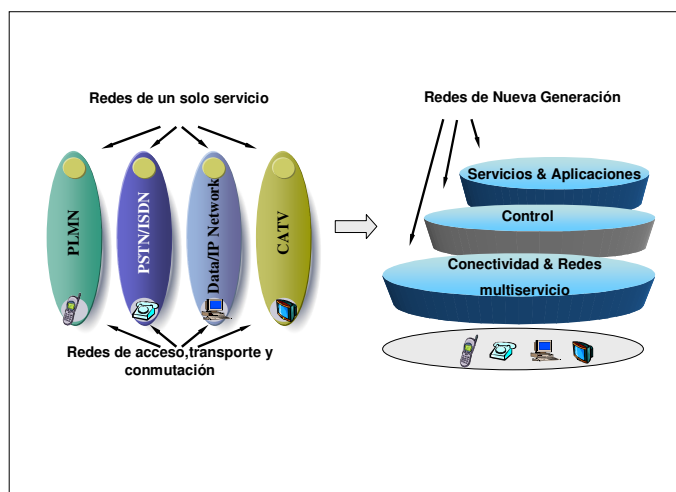 Redes de un solo servicio
PLMN
PSTN/ISDN
Data/IP Network
CATV
Redes de acceso,transporte y
conmutación
Redes de Nueva Generación
Servicios & Aplicaciones
Control
Conectividad & Redes
multiservicio